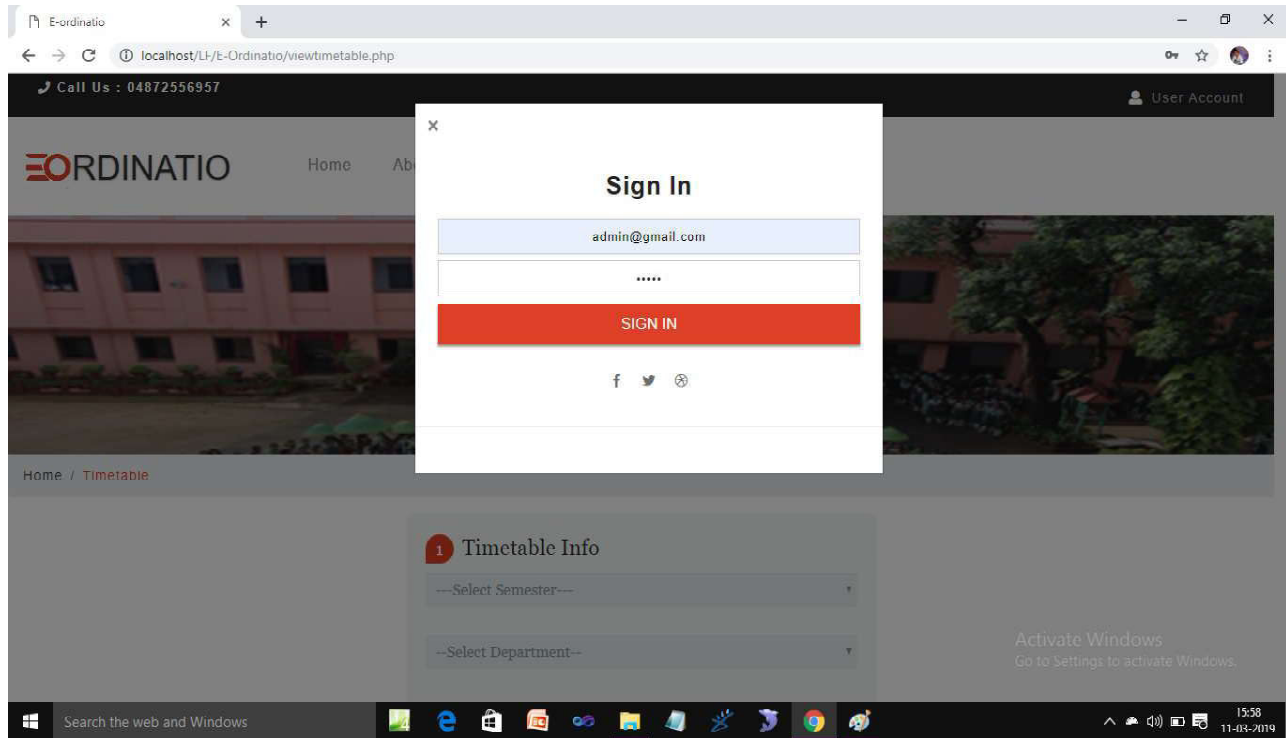 E-ordinatio
localhost/LF/E-Ordinatio/viewtimetable.php
Call Us : 04872556957
User Account
EORDINATIO
Home
Ab
Sign In
admin@gmail.com
•••••
SIGN IN
Home / Timetable
1 Timetable Info
---Select Semester---
--Select Department--
Activate Windows
Go to Settings to activate Windows.
Search the web and Windows
15:58
11-03-2019